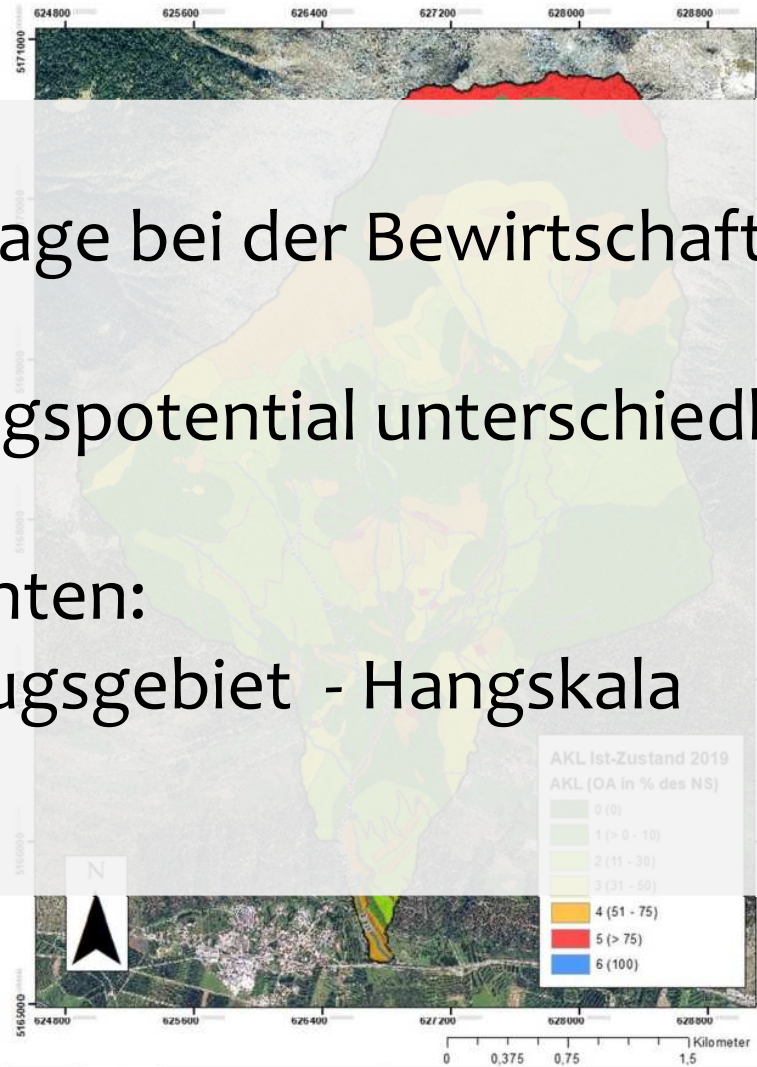 624800 625600 626400 627200 628000 628800
5171000
age bei der Bewirtschaft
gspotential unterschiedl
nten:
ugsgebiet - Hangskala
AKL Ist-Zustand 2019
AKL (OA in % des NS)
0 (0)
1 (> 0 - 10)
2 (11 - 30)
3 (31 - 50)
4 (51 - 75)
5 (> 75)
6 (100)
N
5169000
5168000
5166000
5165000
624800 625600 626400 627200 628000 628800
Kilometer
0 0,375 0,75 1,5